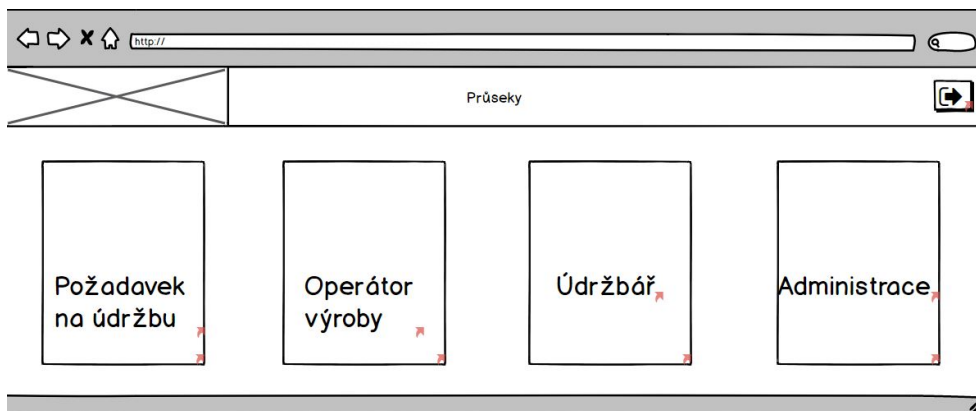 http://
Průseky
Požadavek
na údržbu
Operátor
výroby
Údržbář
Administrace